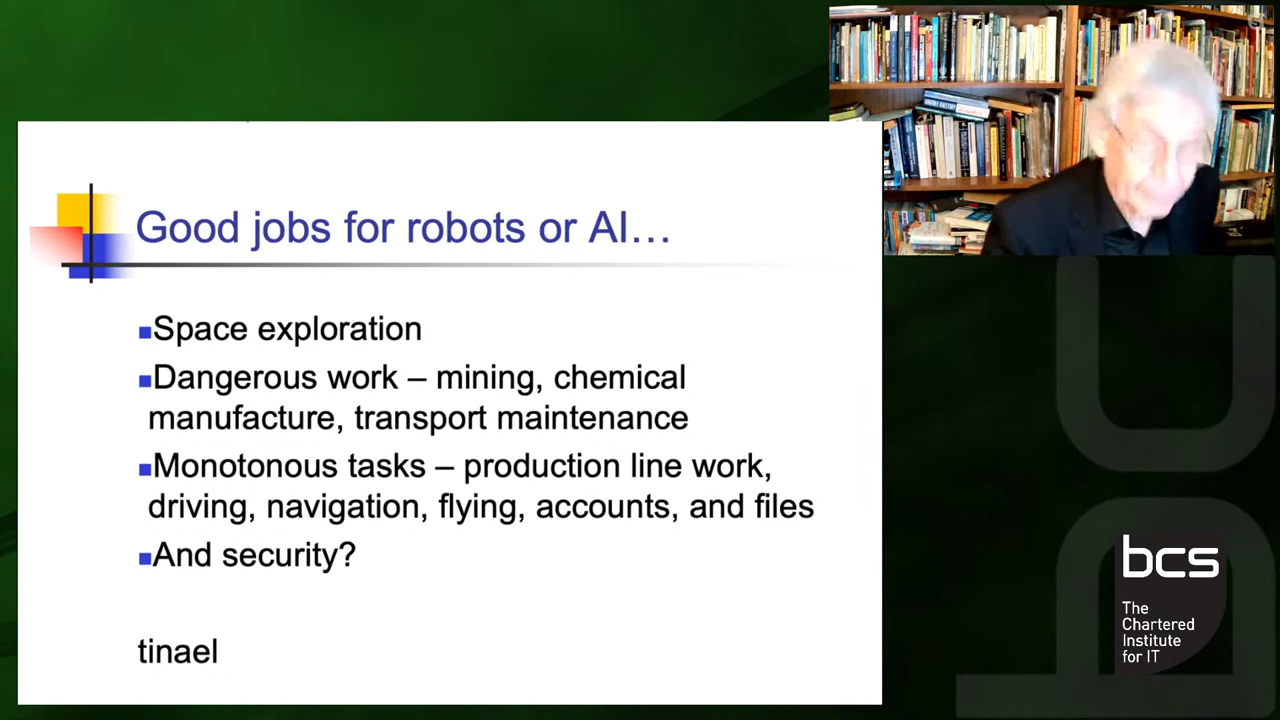 Good jobs for robots or AI…
■Space exploration
■Dangerous work – mining, chemical
manufacture, transport maintenance
■Monotonous tasks – production line work,
driving, navigation, flying, accounts, and files
■And security?
tinael
bcs
The
Chartered
Institute
for IT